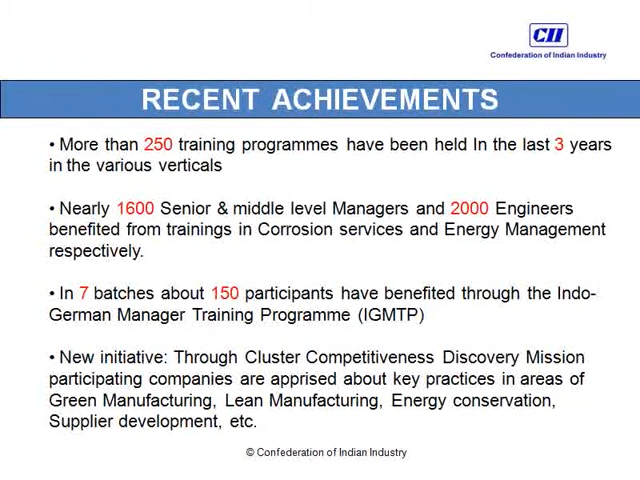 CII
Confederation of Indian Industry
RECENT ACHIEVEMENTS
• More than 250 training programmes have been held In the last 3 years
in the various verticals
• Nearly 1600 Senior & middle level Managers and 2000 Engineers
benefited from trainings in Corrosion services and Energy Management
respectively.
• In 7 batches about 150 participants have benefited through the Indo-
German Manager Training Programme (IGMTP)
• New initiative: Through Cluster Competitiveness Discovery Mission
participating companies are apprised about key practices in areas of
Green Manufacturing, Lean Manufacturing, Energy conservation,
Supplier development, etc.
© Confederation of Indian Industry